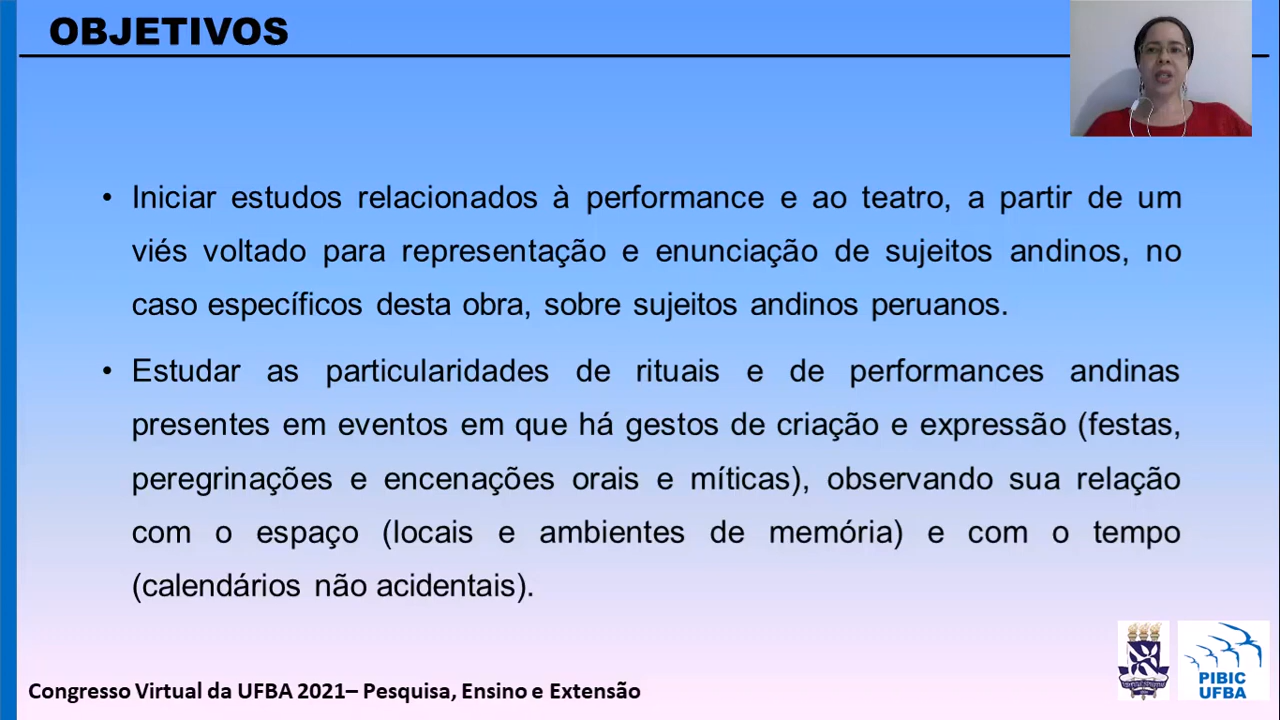 OBJETIVOS
• Iniciar estudos relacionados à performance e ao teatro, a partir de um
viés voltado para representação e enunciação de sujeitos andinos, no
caso específicos desta obra, sobre sujeitos andinos peruanos.
• Estudar as particularidades de rituais e de performances andinas
presentes em eventos em que há gestos de criação e expressão (festas,
peregrinações e encenações orais e míticas), observando sua relação
com o espaço (locais e ambientes de memória) e com o tempo
(calendários não acidentais).
PIBIC
UFBA
Congresso Virtual da UFBA 2021– Pesquisa, Ensino e Extensão